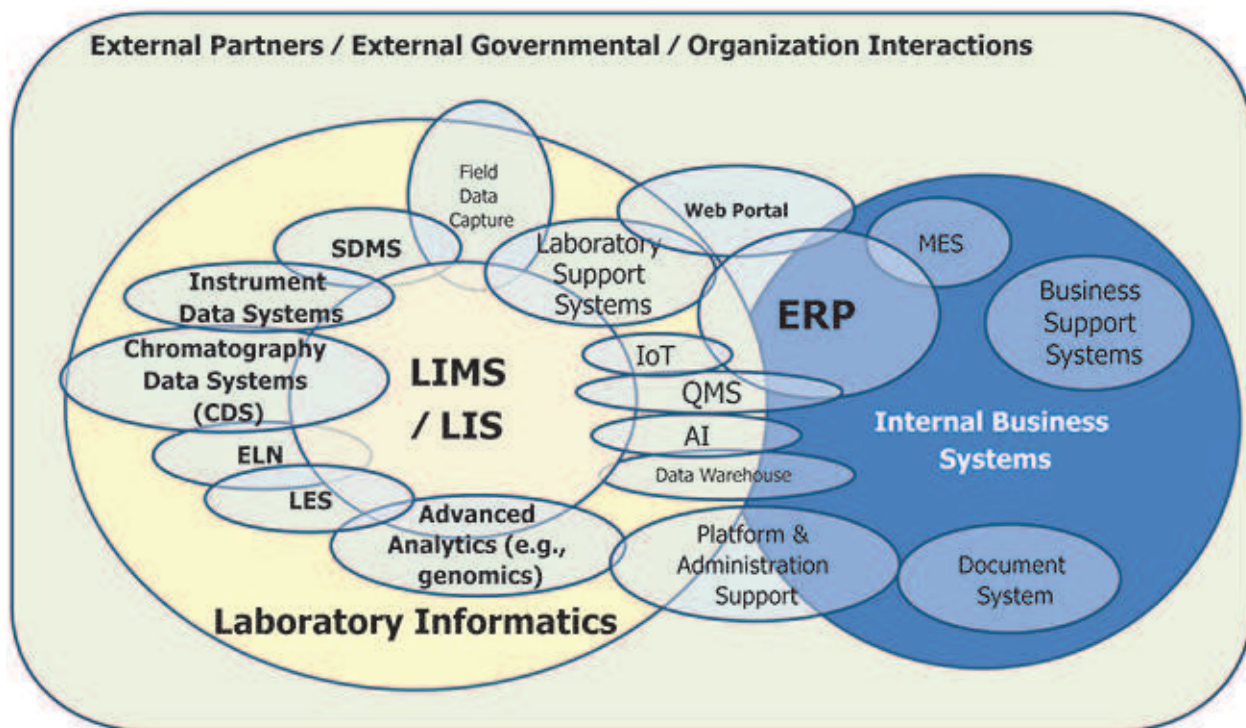 External Partners / External Governmental / Organization Interactions
Field
Data
Capture
Web Portal
SDMS
Laboratory
Support
Systems
MES
Instrument
Data Systems
ERP
Business
Support
Systems
Chromatography
Data Systems
(CDS)
LIMS
/ LIS
IoT
QMS
AI
Data Warehouse
Internal Business
Systems
ELN
LES
Advanced
Analytics (e.g.,
genomics)
Platform &
Administration
Support
Document
System
Laboratory Informatics